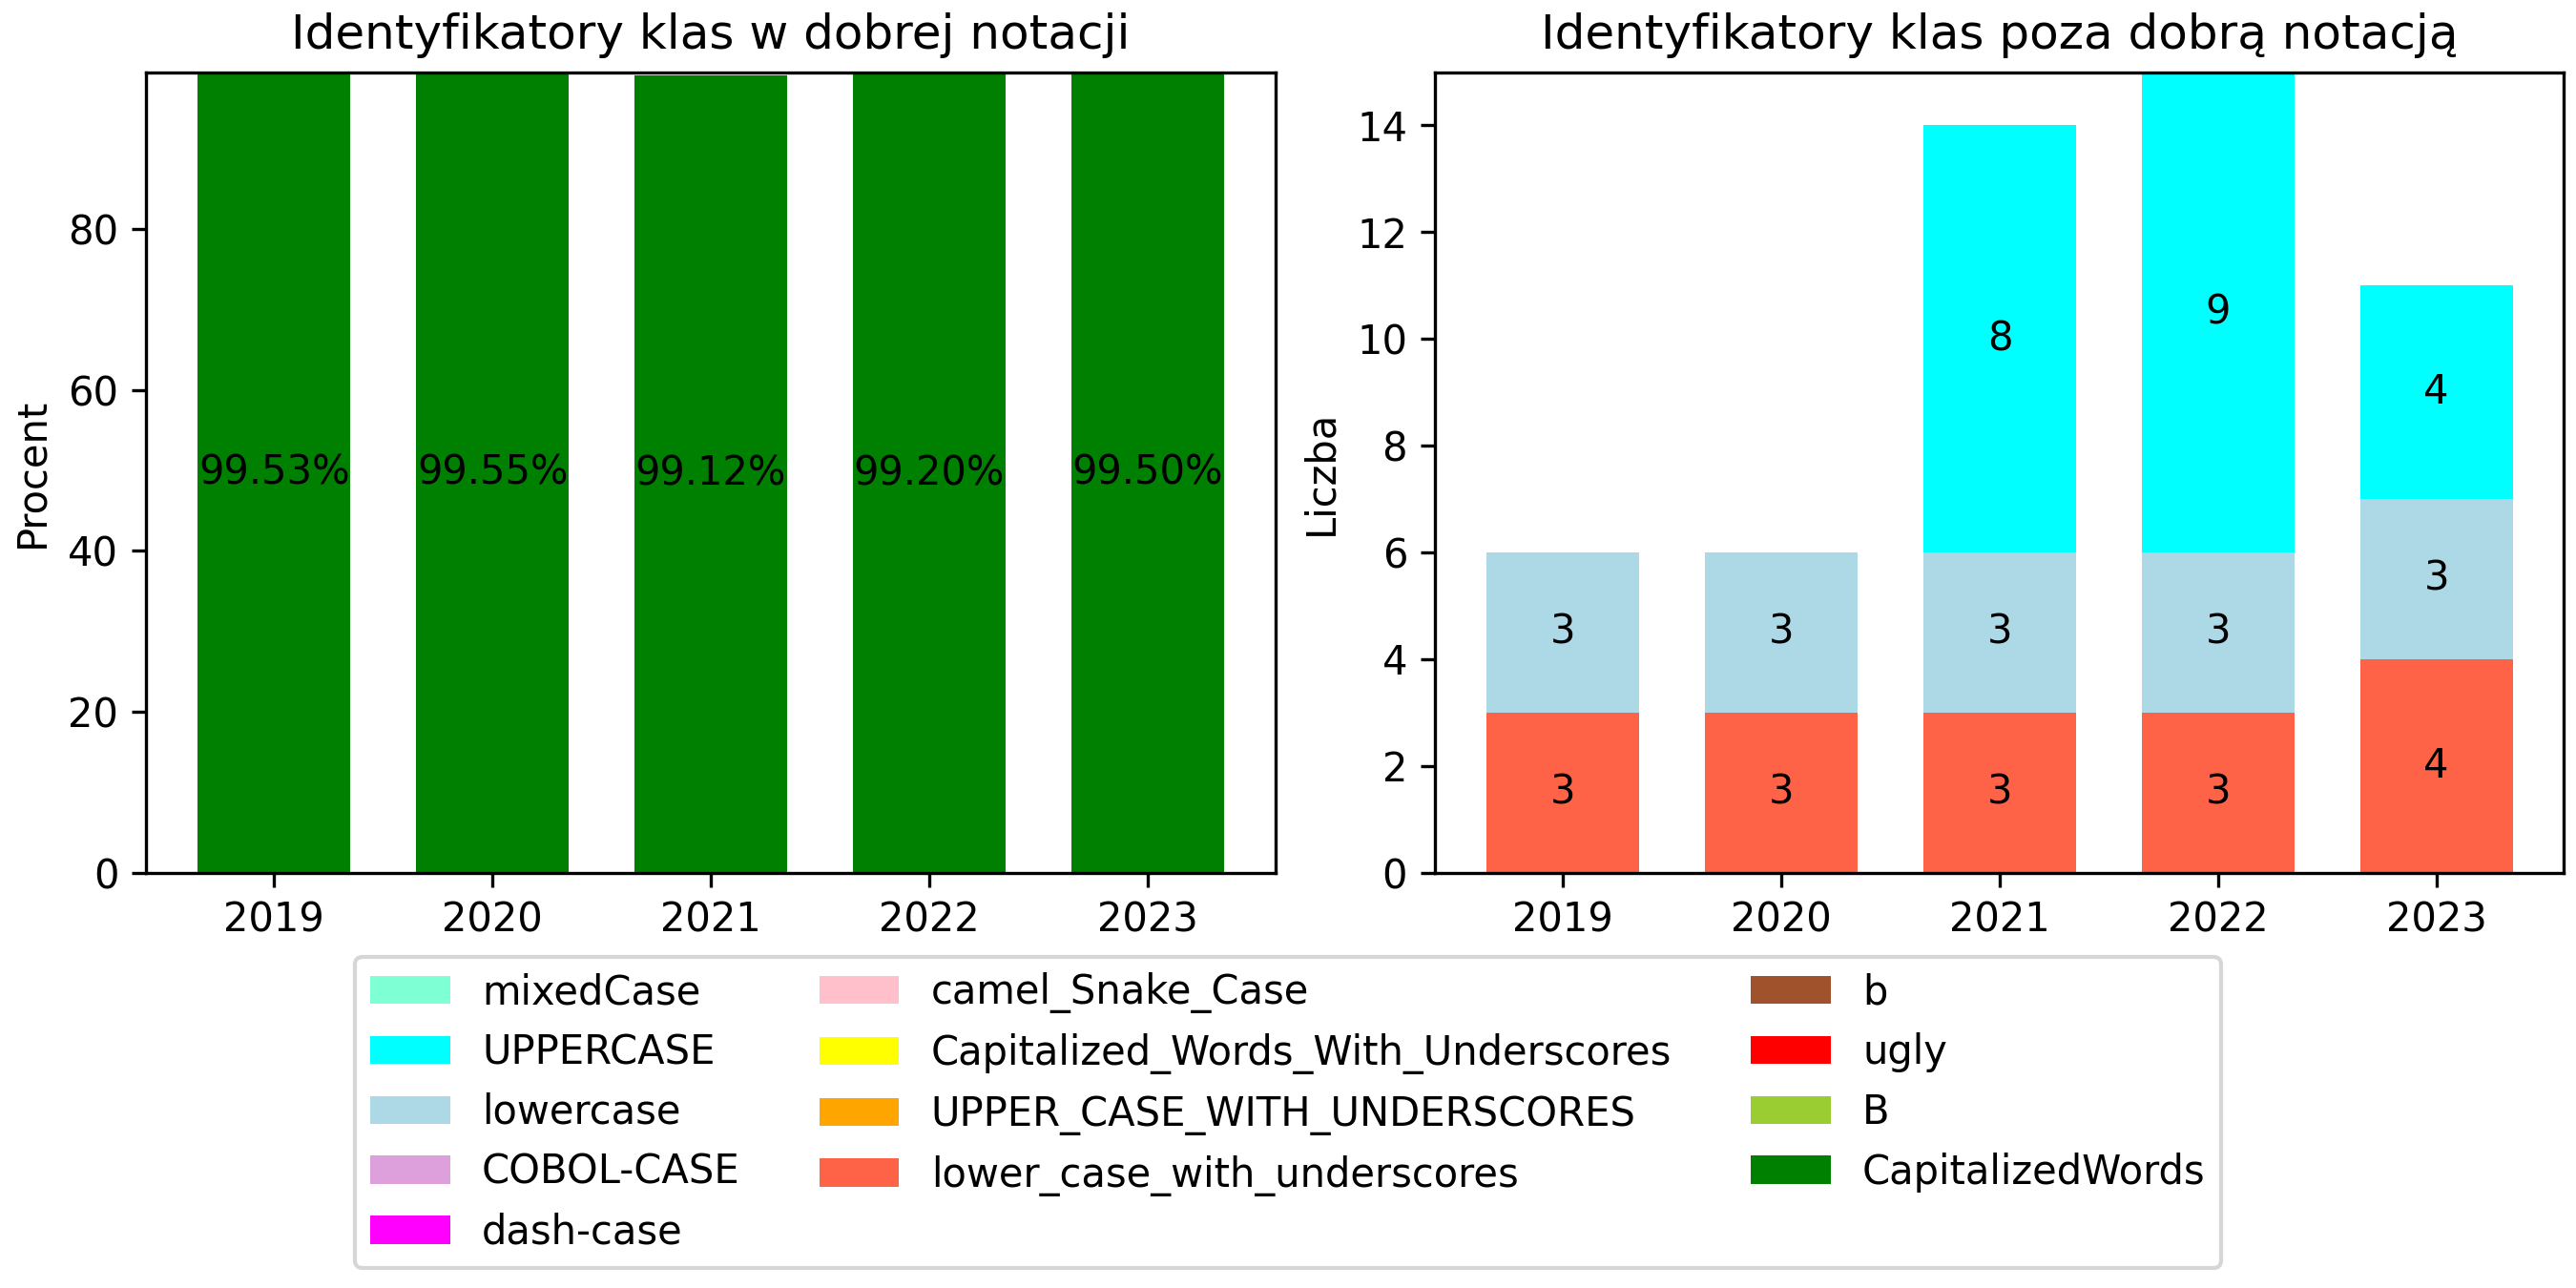 Identyfikatory klas w dobrej notacji
Procent
80
60
40
20
0
99.53% 99.55% 99.12% 99.20% 99.50%
2019 2020 2021 2022 2023
Identyfikatory klas poza dobrą notacją
Liczba
14
12
10
8
6
4
2
0
8 9 4
3 3 3 3 3
3 3 3 3 4
2019 2020 2021 2022 2023
mixedCase
UPPERCASE
lowercase
COBOL-CASE
dash-case
camel_Snake_Case
Capitalized_Words_With_Underscores
UPPER_CASE_WITH_UNDERSCORES
lower_case_with_underscores
b
ugly
B
CapitalizedWords